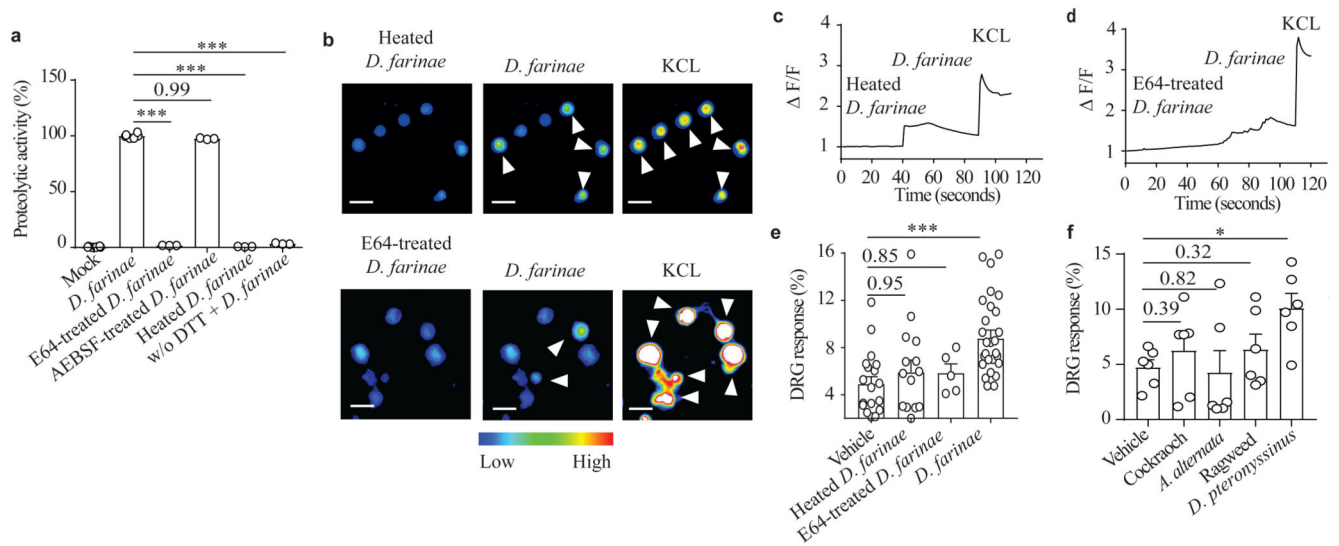 a
***
***
0.99
***
Proteolytic activity (%)
150
100
50
0
Mock
D. farinae
E64-treated D. farinae
AEBSF-treated D. farinae
Heated D. farinae
w/o DTT + D. farinae
b
Heated
D. farinae
D. farinae
KCL
E64-treated
D. farinae
D. farinae
KCL
Low
High
c
KCL
D. farinae
Heated
D. farinae
Δ F/F
4
3
2
1
0 20 40 60 80 100 120
Time (seconds)
d
KCL
D. farinae
E64-treated
D. farinae
Δ F/F
4
3
2
1
0 20 40 60 80 100 120
Time (seconds)
e
***
0.85
0.95
DRG response (%)
16
12
8
4
Vehicle
Heated D. farinae
E64-treated D. farinae
D. farinae
f
*
0.32
0.82
0.39
DRG response (%)
15
10
5
0
Vehicle
Cockraoch
A. alternata
Ragweed
D. pteronyssinus